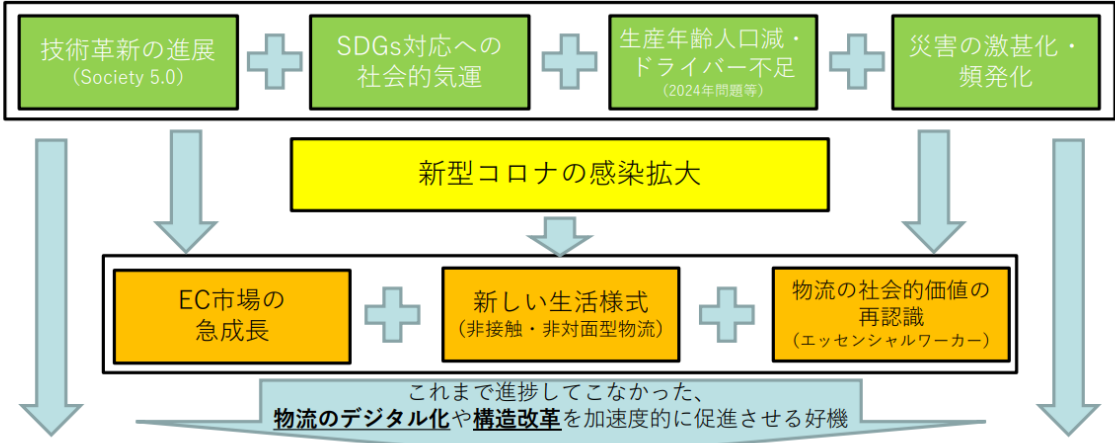 技術革新の進展
(Society 5.0)
SDGs対応への
社会的気運
生産年齢人口減・
ドライバー不足
(2024年問題等)
災害の激甚化・
頻発化
新型コロナの感染拡大
EC市場の
急成長
新しい生活様式
(非接触・非対面型物流)
物流の社会的価値の
再認識
(エッセンシャルワーカー)
これまで進捗してこなかった、
物流のデジタル化や構造改革を加速度的に促進させる好機